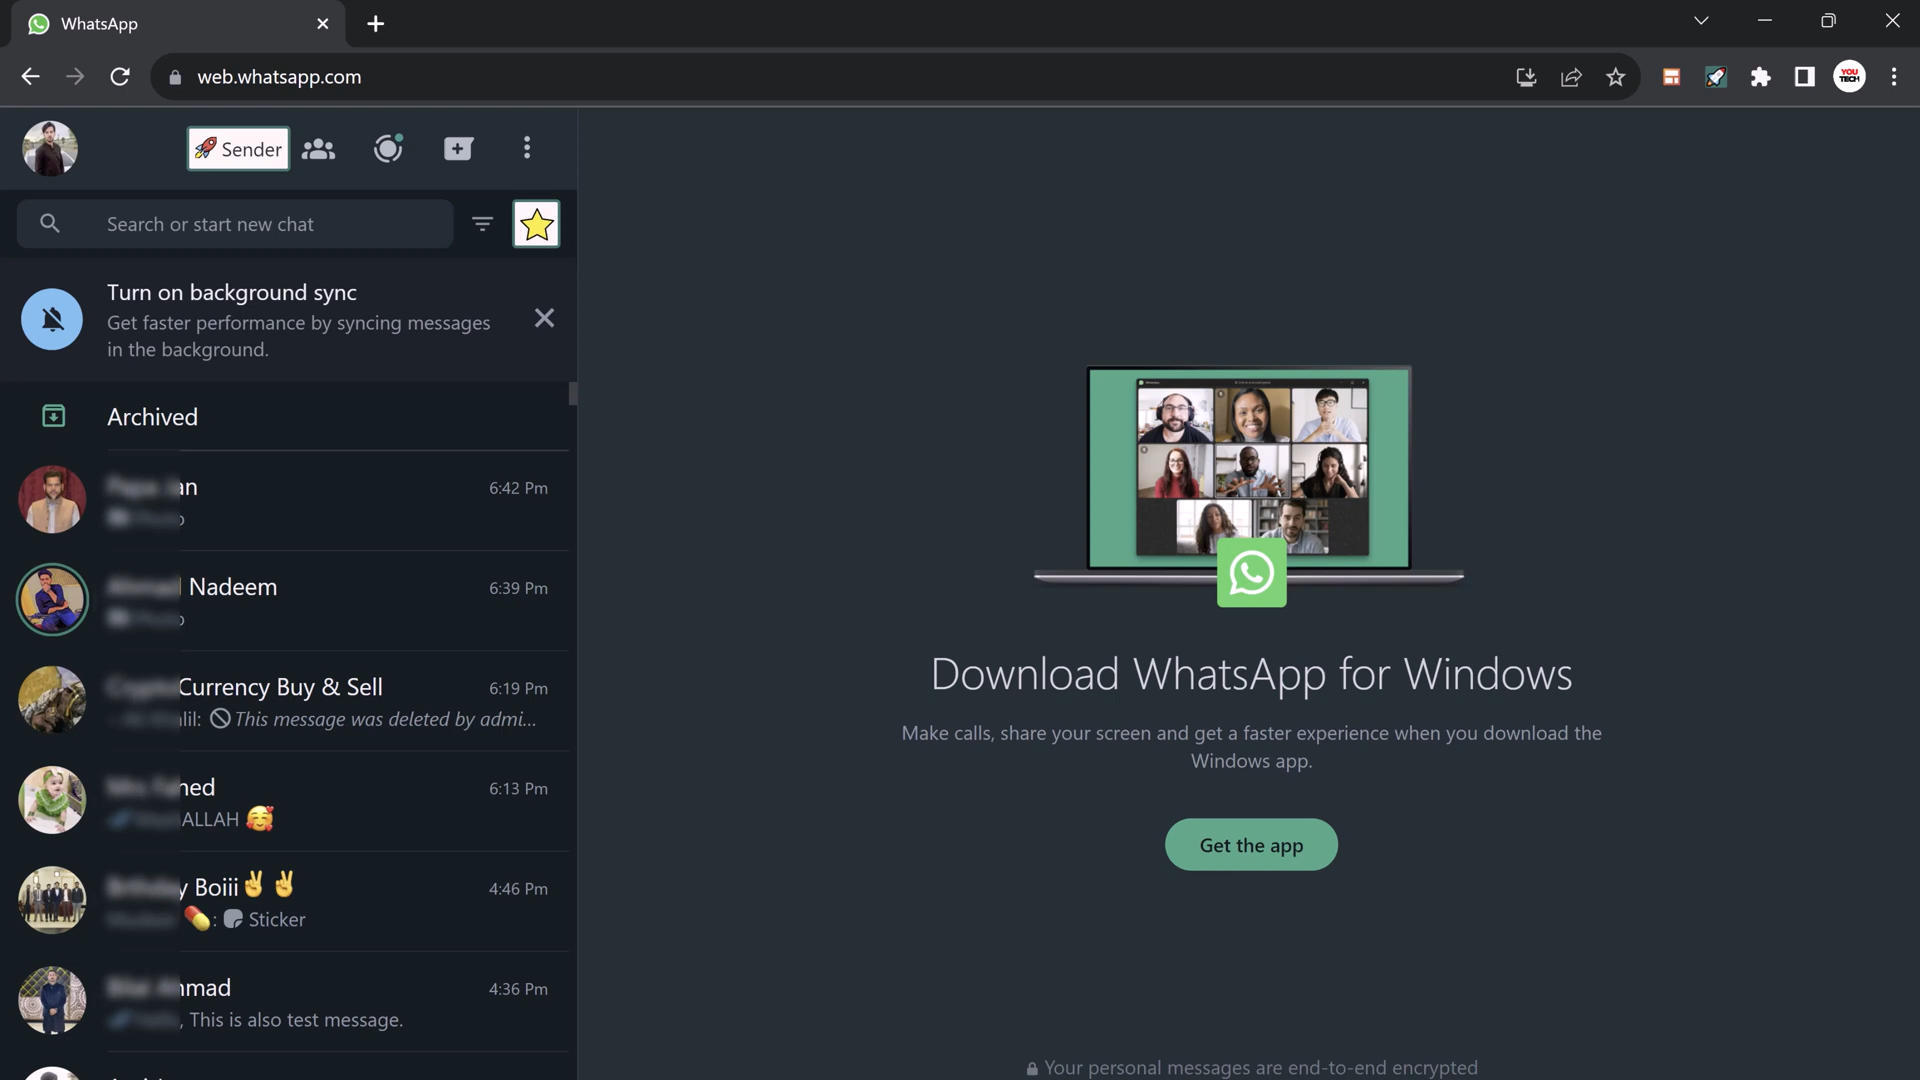 WhatsApp
web.whatsapp.com
YOU
TECH
Sender
Search or start new chat
Turn on background sync
Get faster performance by syncing messages
in the background.
Archived
6:42 Pm
Nadeem
6:39 Pm
Currency Buy & Sell
6:19 Pm
🚫 This message was deleted by admi...
6:13 Pm
ALLAH 🥰
Boiii✌✌
4:46 Pm
💊: Sticker
4:36 Pm
, This is also test message.
Download WhatsApp for Windows
Make calls, share your screen and get a faster experience when you download the
Windows app.
Get the app
Your personal messages are end-to-end encrypted